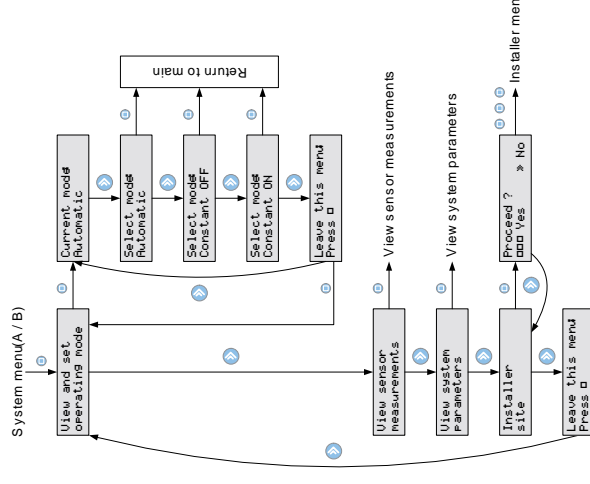 System menu(A / B)
View and set
operating mode
Current mode:
Automatic
Select mode:
Automatic
Select mode:
Constant OFF
Select mode:
Constant ON
Leave this menu:
Press □
Return to main
View sensor
measurements
View sensor measurements
View system
parameters
View system parameters
Installer
site
Proceed ?
□□□ Yes » No
Installer men
Leave this menu:
Press □